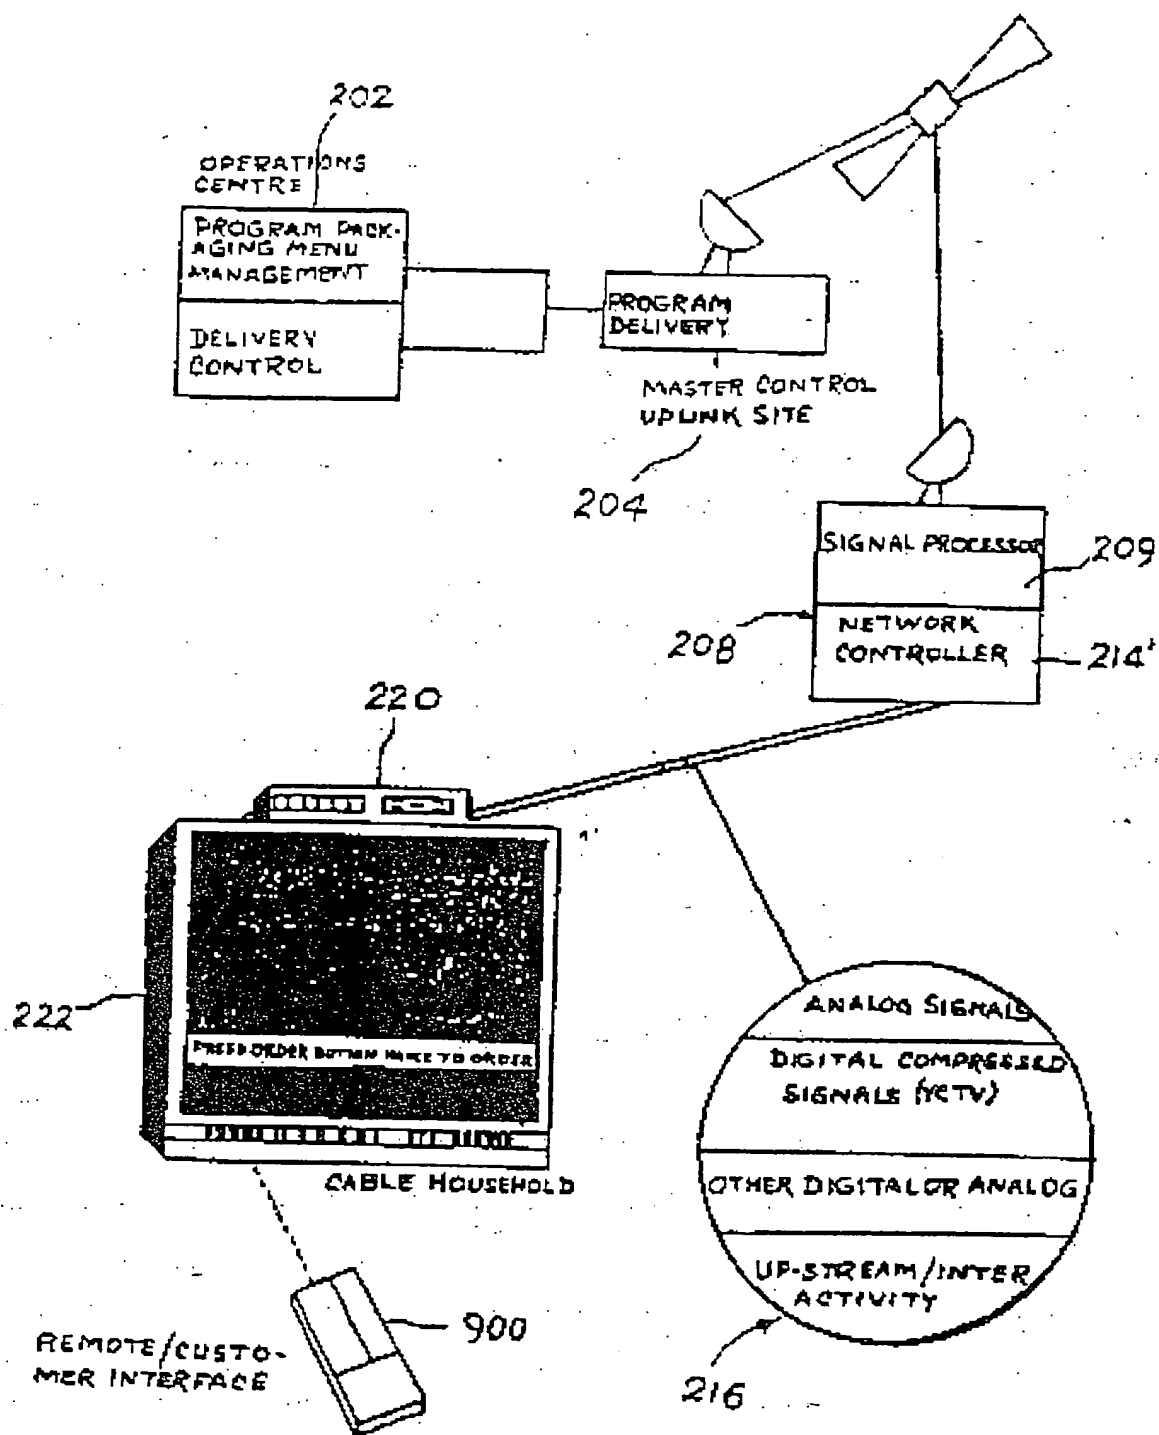 202
OPERATIONS
CENTRE
PROGRAM PACK-
AGING MENU
MANAGEMENT
DELIVERY
CONTROL
PROGRAM
DELIVERY
MASTER CONTROL
UPLINK SITE
204
SIGNAL PROCESSOR
209
208
NETWORK
CONTROLLER
214'
220
222
ORDER BUTTON TO ORDER
CABLE HOUSEHOLD
ANALOG SIGNALS
DIGITAL COMPRESSED
SIGNALS (YCTV)
OTHER DIGITAL OR ANALOG
UP-STREAM/INTER
ACTIVITY
216
900
REMOTE/CUSTO-
MER INTERFACE